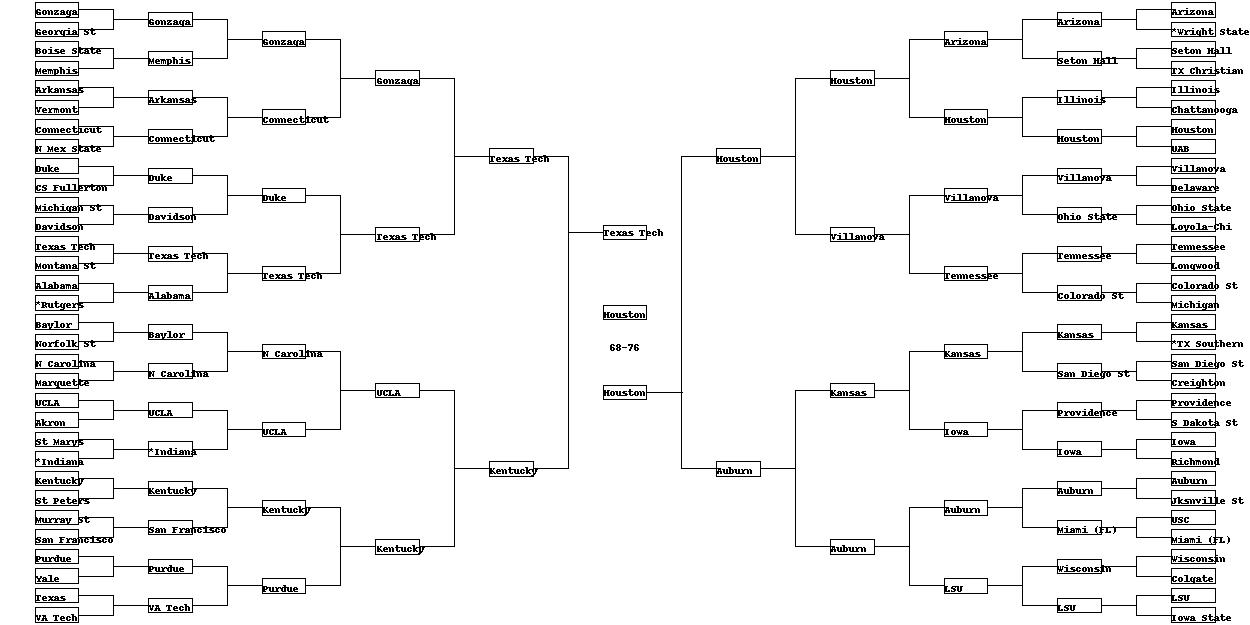 Gonzaga
Georgia St
Boise State
Memphis
Arkansas
Vermont
Connecticut
N Mex State
Duke
CS Fullerton
Michigan St
Davidson
Texas Tech
Montana St
Alabama
*Rutgers
Baylor
Norfolk St
N Carolina
Marquette
UCLA
Akron
St Marys
*Indiana
Kentucky
St Peters
Murray St
San Francisco
Purdue
Yale
Texas
VA Tech
Gonzaga
Memphis
Arkansas
Connecticut
Duke
Davidson
Texas Tech
Alabama
Baylor
N Carolina
UCLA
*Indiana
Kentucky
San Francisco
Purdue
VA Tech
Gonzaga
Connecticut
Duke
Texas Tech
N Carolina
UCLA
Kentucky
Purdue
Gonzaga
Texas Tech
UCLA
Kentucky
Texas Tech
Kentucky
Texas Tech
Houston
68-76
Houston
Houston
Auburn
Houston
Villanova
Kansas
Auburn
Arizona
Houston
Villanova
Tennessee
Kansas
Iowa
Auburn
LSU
Arizona
Seton Hall
Illinois
Houston
Villanova
Ohio State
Tennessee
Colorado St
Kansas
San Diego St
Providence
Iowa
Auburn
Miami (FL)
Wisconsin
LSU
Arizona
*Wright State
Seton Hall
TX Christian
Illinois
Chattanooga
Houston
UAB
Villanova
Delaware
Ohio State
Loyola-Chi
Tennessee
Longwood
Colorado St
Michigan
Kansas
*TX Southern
San Diego St
Creighton
Providence
S Dakota St
Iowa
Richmond
Auburn
Jksnville St
USC
Miami (FL)
Wisconsin
Colgate
LSU
Iowa State